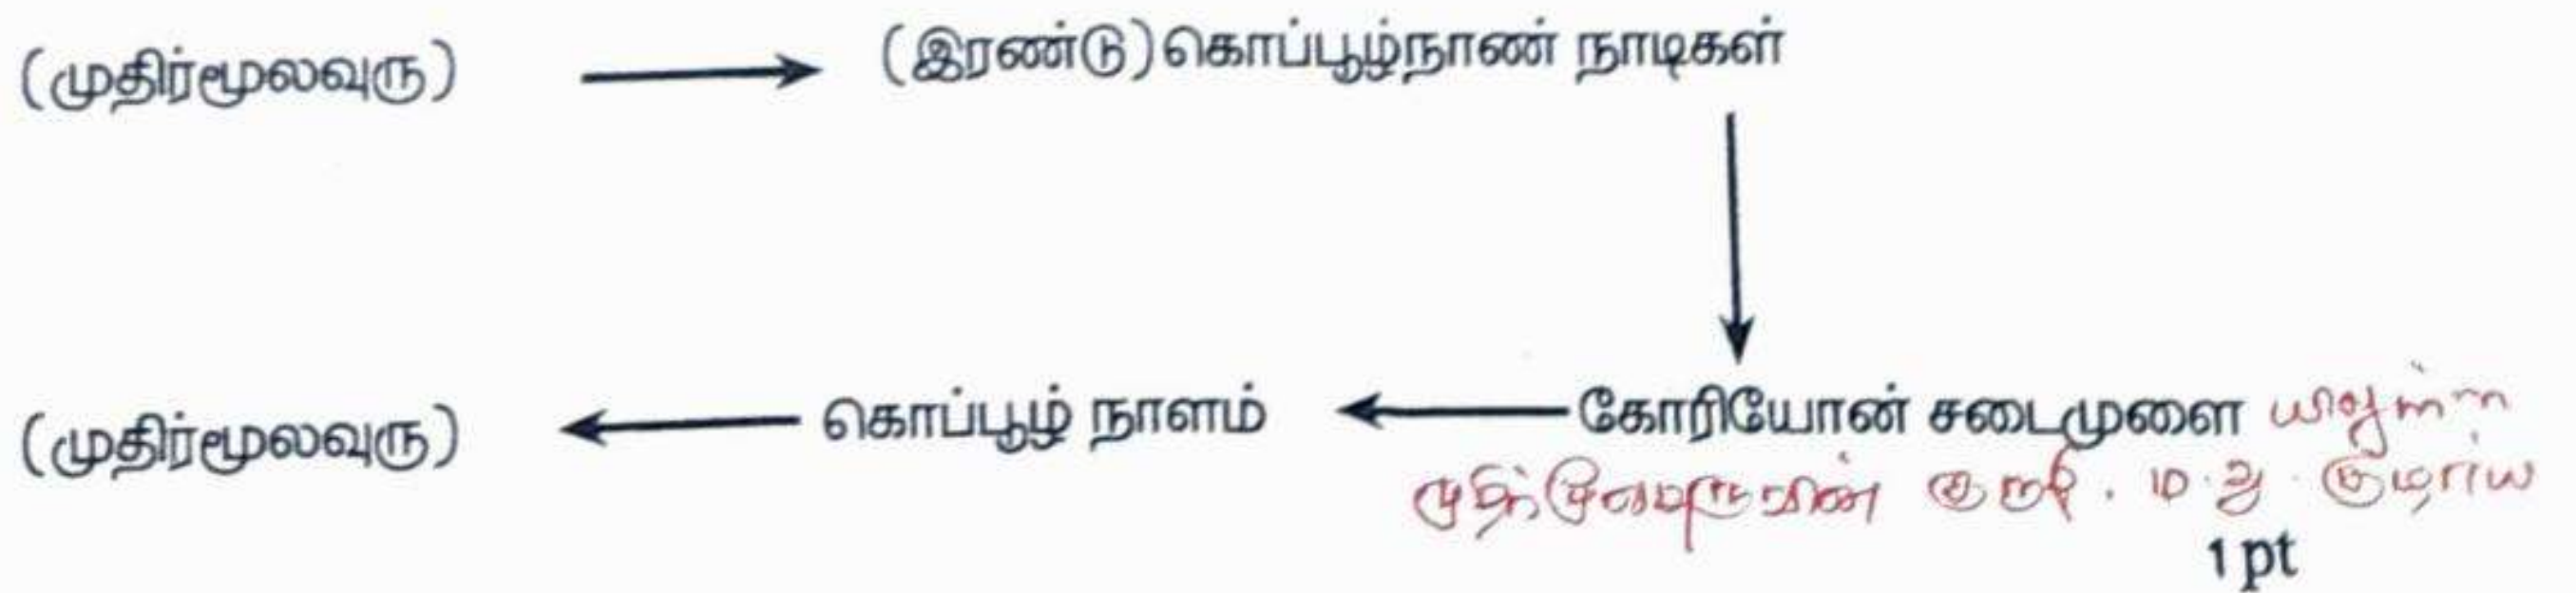 (முதிர்மூலவுரு) (இரண்டு)கொப்பூழ்நாண் நாடிகள்
(முதிர்மூலவுரு) கொப்பூழ் நாளம் கோரியோன் சடைமுளை
1 pt